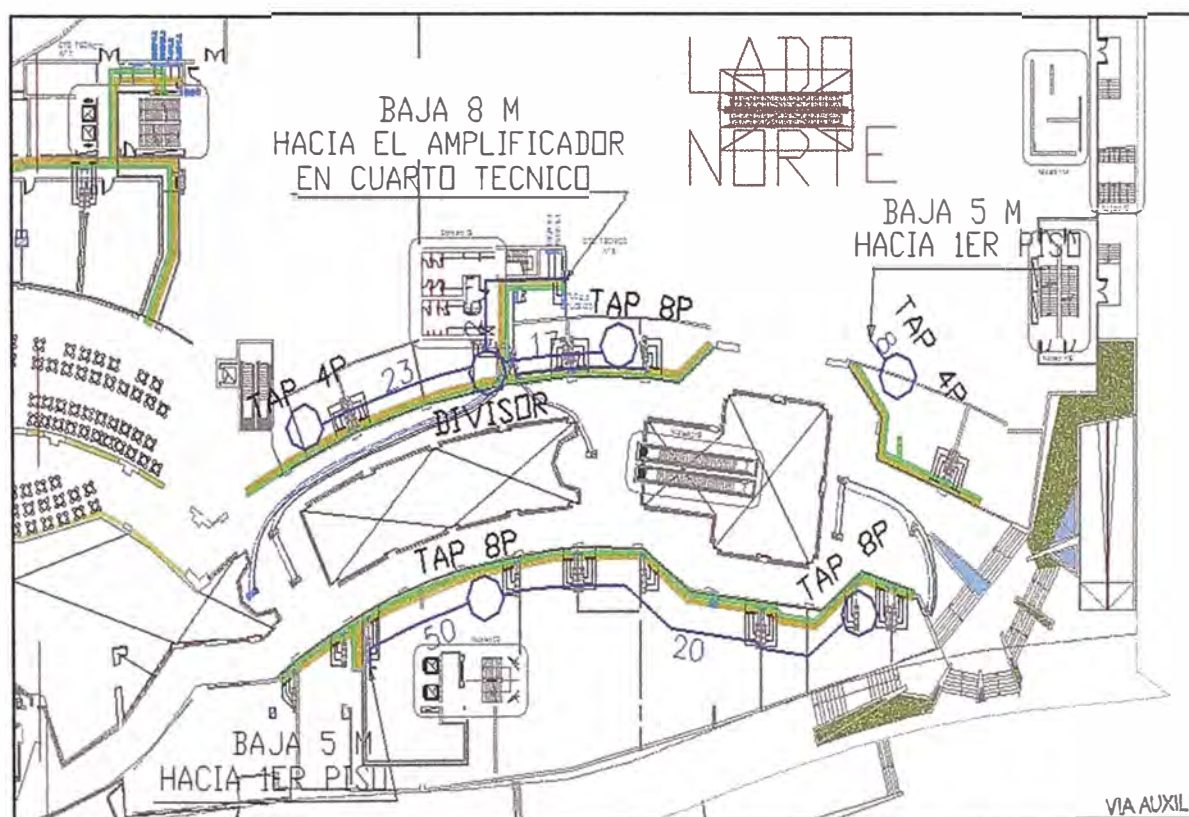 LADO
NORTE
BAJA 8 M
HACIA EL AMPLIFICADOR
EN CUARTO TECNICO
BAJA 5 M
HACIA 1ER PISO
TAP 8P
17
TAP 4P
23
DIVISOR
TAP 4P
8
TAP 8P
50
TAP 8P
20
BAJA 5 M
HACIA 1ER PISO
VIA AUXIL